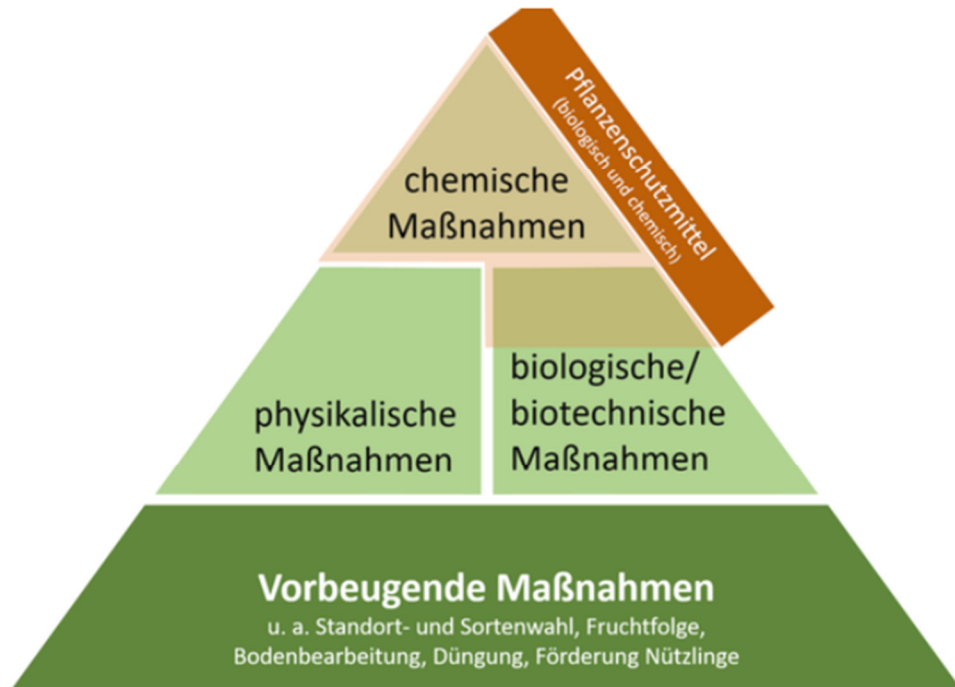 Pflanzenschutzmittel
(biologisch und chemisch)
chemische
Maßnahmen
physikalische
Maßnahmen
biologische/
biotechnische
Maßnahmen
Vorbeugende Maßnahmen
u. a. Standort- und Sortenwahl, Fruchtfolge,
Bodenbearbeitung, Düngung, Förderung Nützlinge